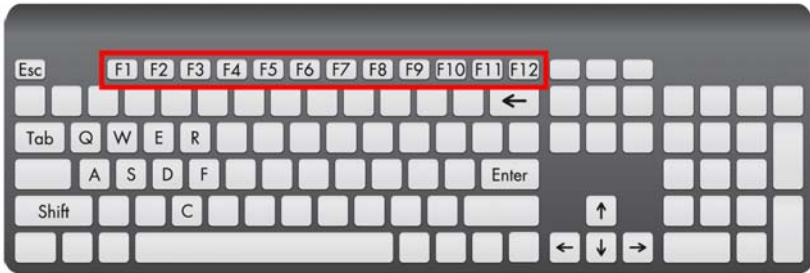 Esc F1 F2 F3 F4 F5 F6 F7 F8 F9 F10 F11 F12
←
Tab Q W E R
A S D F Enter
Shift C ↑
← ↓ →